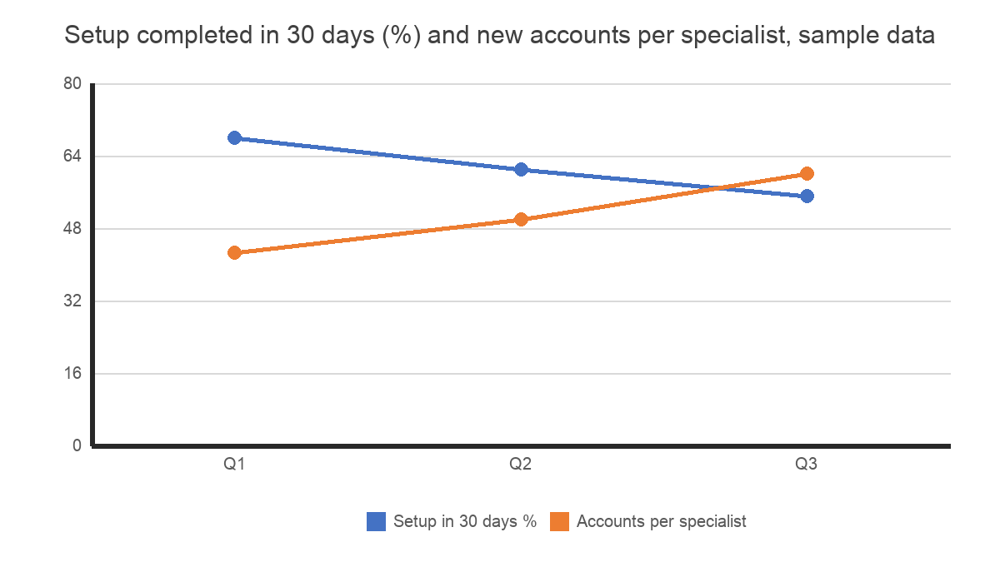 Setup completed in 30 days (%) and new accounts per specialist, sample data
80
64
48
32
16
0
Q1 Q2 Q3
Setup in 30 days % Accounts per specialist